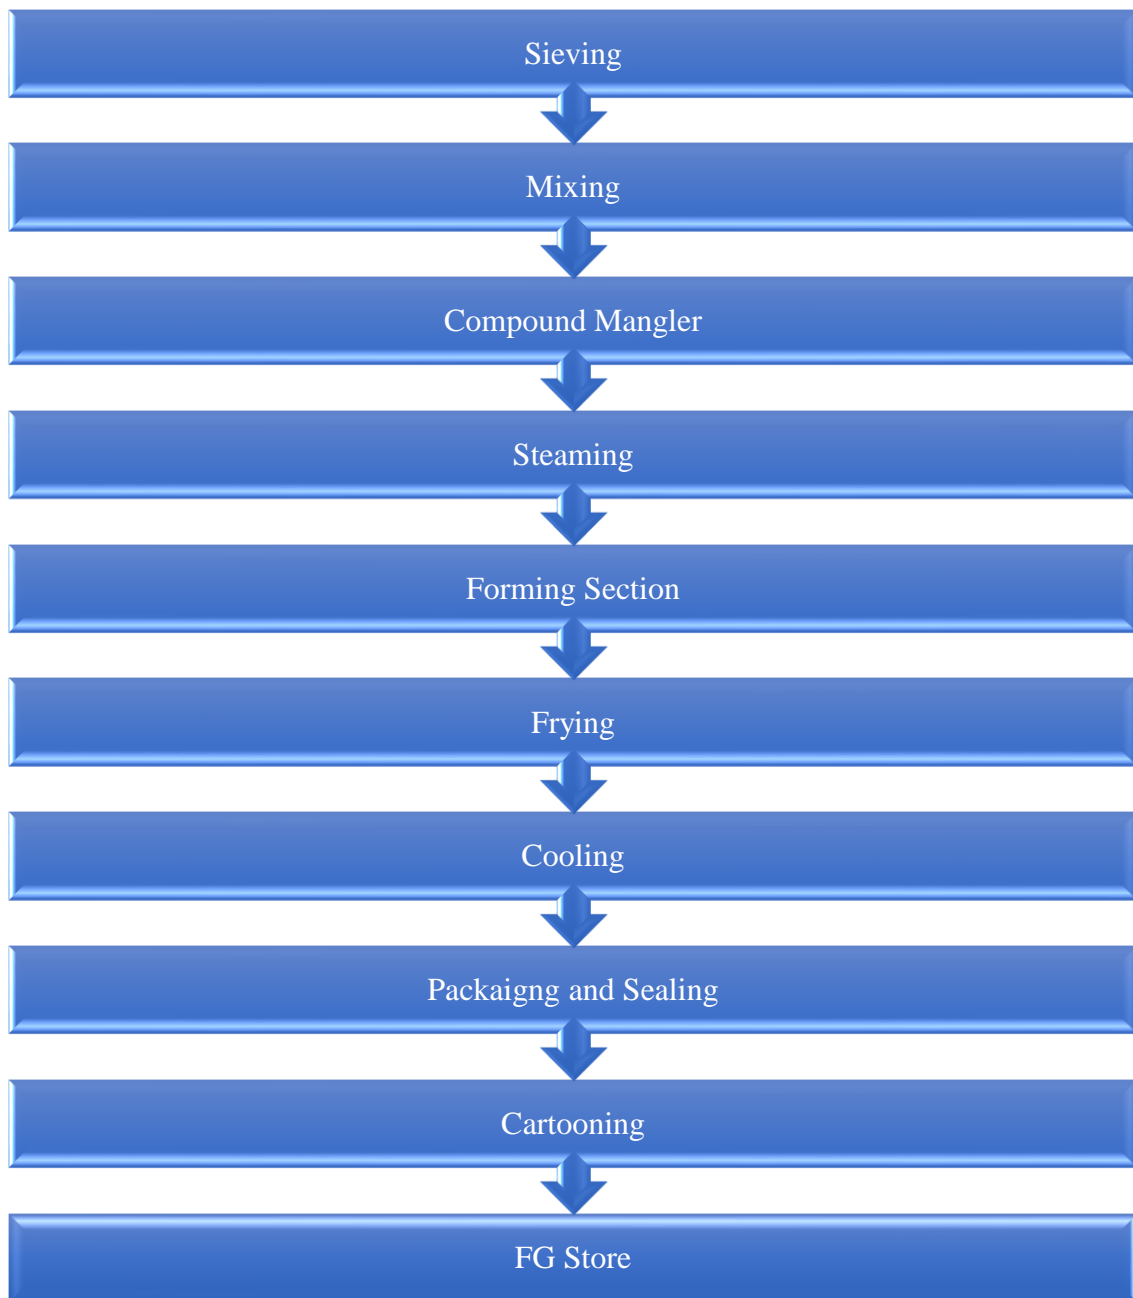 Sieving
Mixing
Compound Mangler
Steaming
Forming Section
Frying
Cooling
Packaigng and Sealing
Cartooning
FG Store